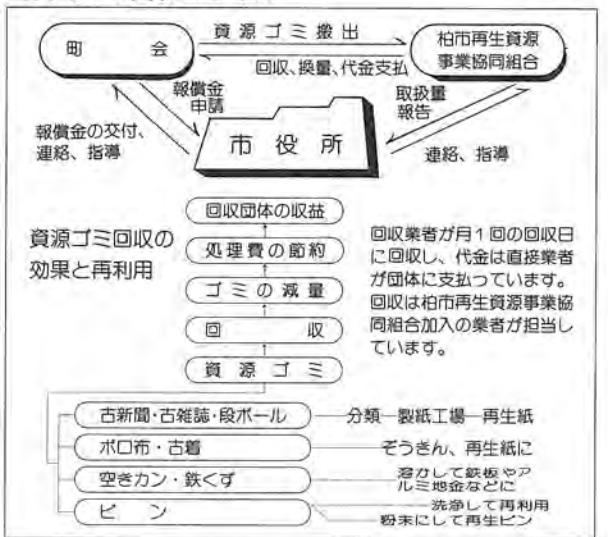 資源ゴミ搬出
町会
柏市再生資源
事業協同組合
回収、換量、代金支払
報償金
申請
取扱量
報告
報償金の交付、
連絡、指導
市役所
連絡、指導
資源ゴミ回収の
効果と再利用
回収団体の収益
処理費の節約
ゴミの減量
回収
資源ゴミ
回収業者が月1回の回収日
に回収し、代金は直接業者
が団体に支払っています。
回収は柏市再生資源事業協
同組合加入の業者が担当し
ています。
古新聞・古雑誌・段ボール―分類―製紙工場―再生紙
ボロ布・古着 ぞうきん、再生紙に
空きカン・鉄くず
溶かして鉄板やア
ルミ地金などに
ビン
洗浄して再利用
粉末にして再生ビン